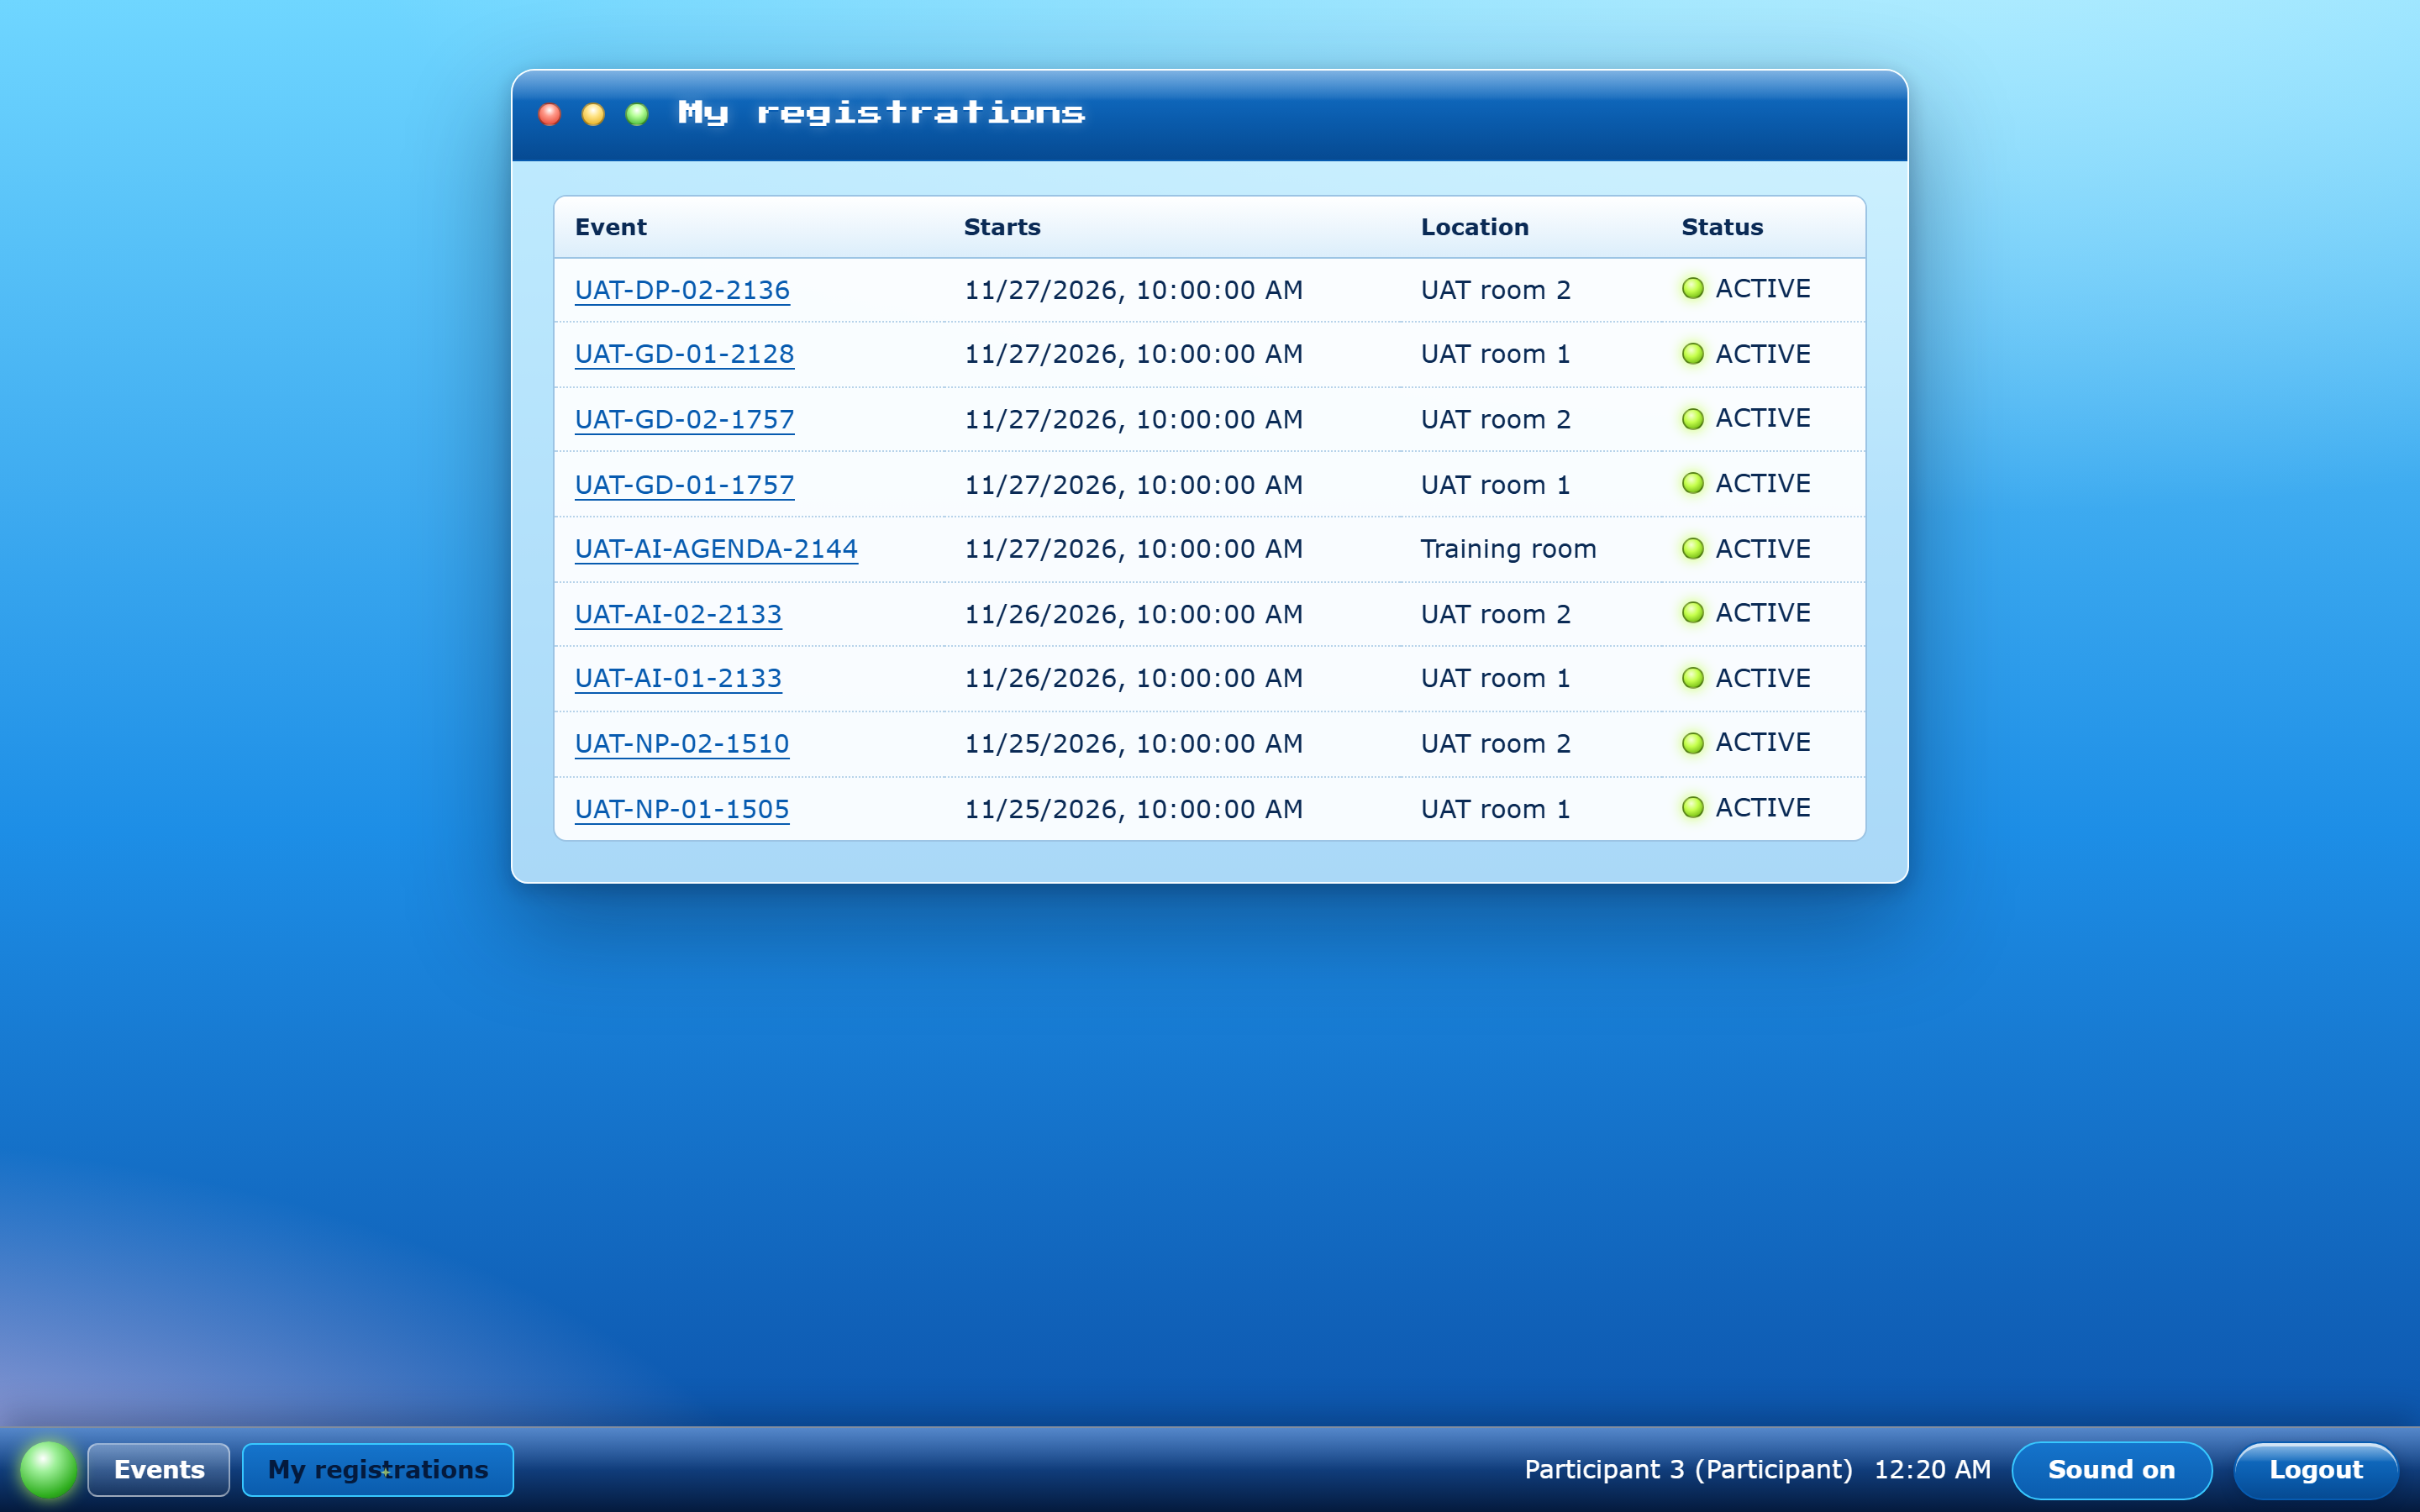 My registrations
Event Starts Location Status
UAT-DP-02-2136 11/27/2026, 10:00:00 AM UAT room 2 ACTIVE
UAT-GD-01-2128 11/27/2026, 10:00:00 AM UAT room 1 ACTIVE
UAT-GD-02-1757 11/27/2026, 10:00:00 AM UAT room 2 ACTIVE
UAT-GD-01-1757 11/27/2026, 10:00:00 AM UAT room 1 ACTIVE
UAT-AI-AGENDA-2144 11/27/2026, 10:00:00 AM Training room ACTIVE
UAT-AI-02-2133 11/26/2026, 10:00:00 AM UAT room 2 ACTIVE
UAT-AI-01-2133 11/26/2026, 10:00:00 AM UAT room 1 ACTIVE
UAT-NP-02-1510 11/25/2026, 10:00:00 AM UAT room 2 ACTIVE
UAT-NP-01-1505 11/25/2026, 10:00:00 AM UAT room 1 ACTIVE
Events My registrations Participant 3 (Participant) 12:20 AM Sound on Logout